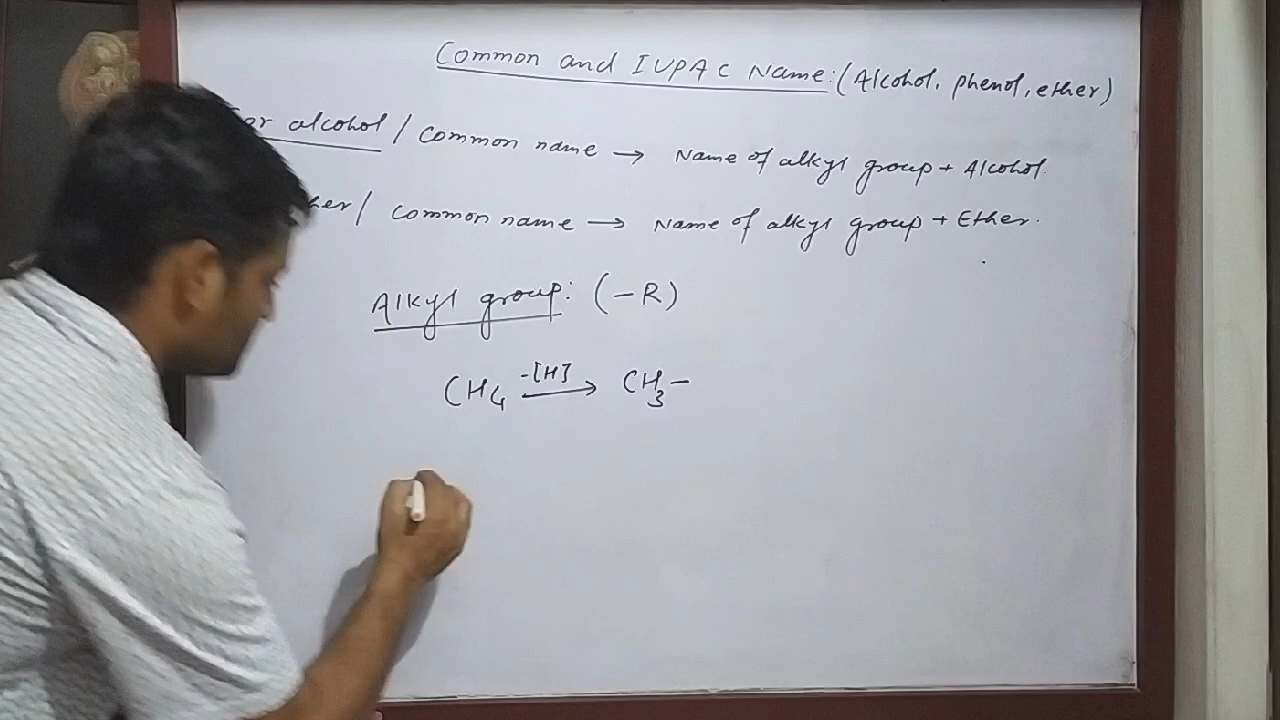 Common and IUPAC Name:(Alcohol, phenol, ether)
alcohol / Common name → Name of alkyl group + Alcohol.
/ Common name → Name of alkyl group + Ether.
Alkyl group: (-R)
CH₄ -[H]→ CH₃-